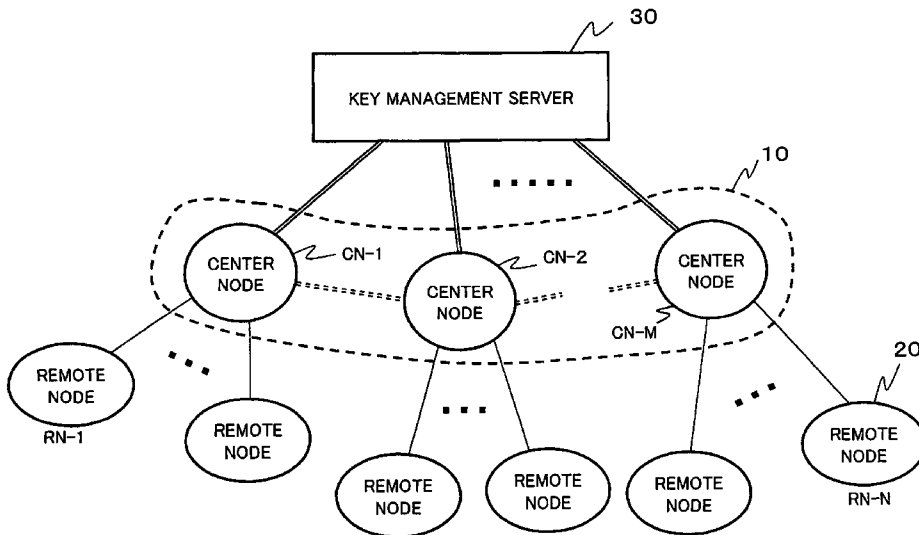 30
KEY MANAGEMENT SERVER
10
CENTER
NODE
CN-1
CENTER
NODE
CN-2
CENTER
NODE
CN-M
REMOTE
NODE
RN-1
REMOTE
NODE
REMOTE
NODE
REMOTE
NODE
REMOTE
NODE
20
REMOTE
NODE
RN-N